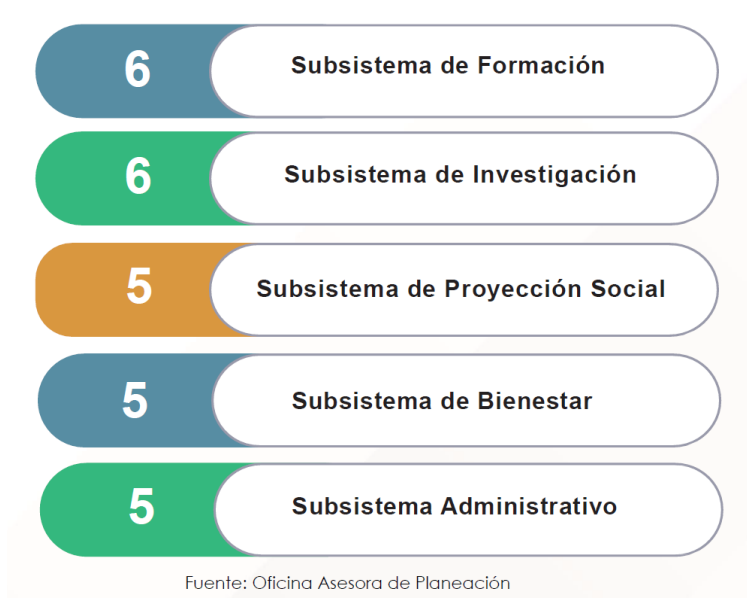 6 Subsistema de Formación
6 Subsistema de Investigación
5 Subsistema de Proyección Social
5 Subsistema de Bienestar
5 Subsistema Administrativo
Fuente: Oficina Asesora de Planeación